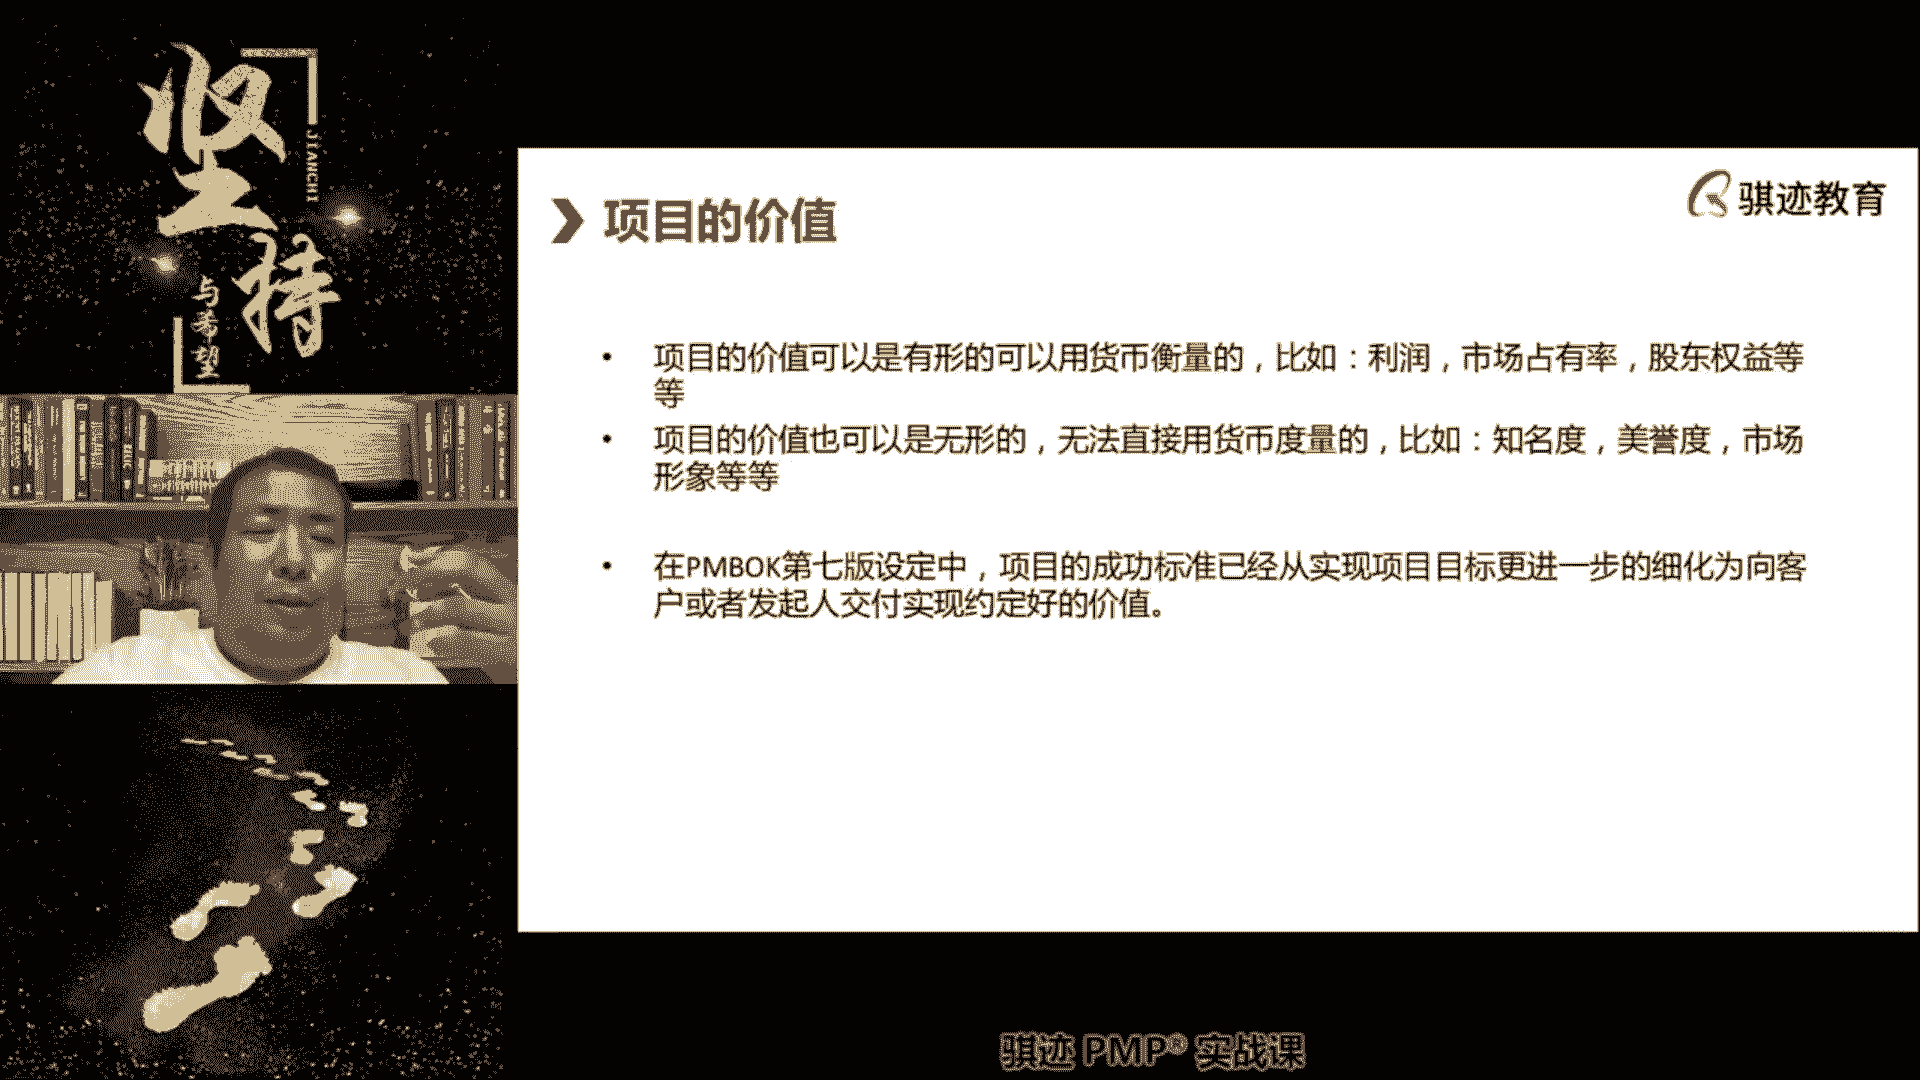 坚持
JIANCHI
与希望
骐迹教育
项目的价值
• 项目的价值可以是有形的可以用货币衡量的，比如：利润，市场占有率，股东权益等
等
• 项目的价值也可以是无形的，无法直接用货币度量的，比如：知名度，美誉度，市场
形象等等
• 在PMBOK第七版设定中，项目的成功标准已经从实现项目目标更进一步的细化为向客
户或者发起人交付实现约定好的价值。
骐迹 PMP® 实战课